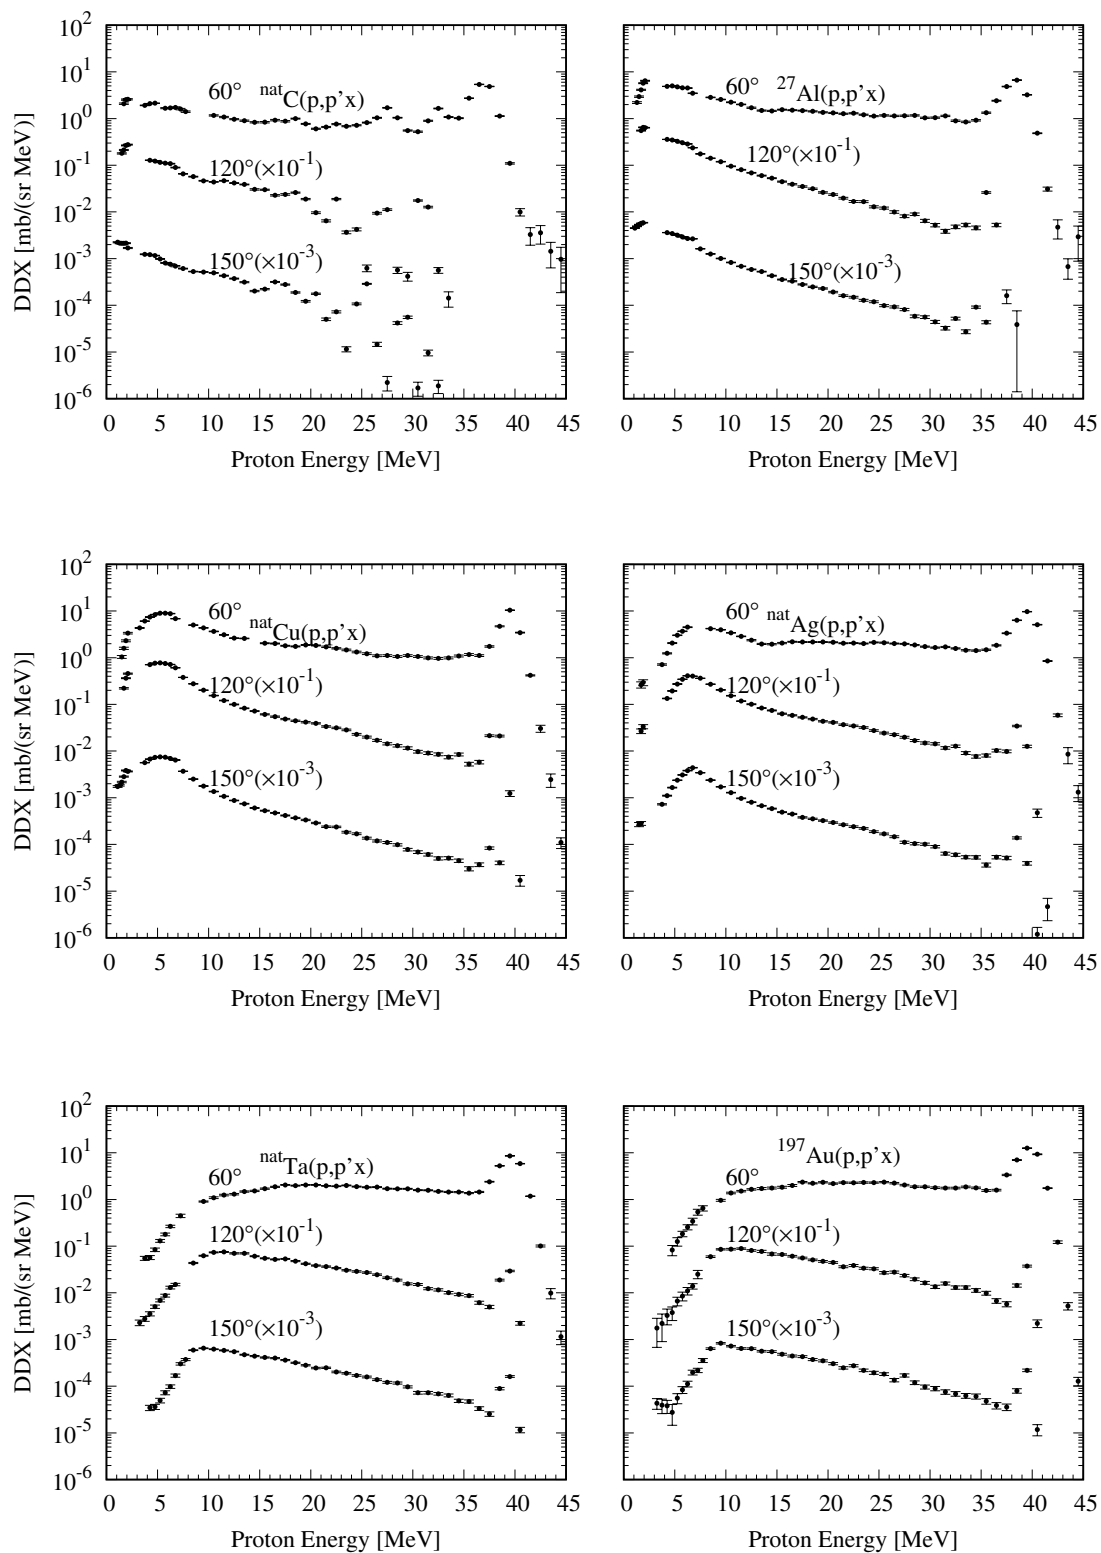 10^2
10^1
10^0
10^-1
10^-2
10^-3
10^-4
10^-5
10^-6
DDX [mb/(sr MeV)]
60° natC(p,p'x)
120°(×10^-1)
150°(×10^-3)
0 5 10 15 20 25 30 35 40 45
Proton Energy [MeV]
60° 27Al(p,p'x)
120°(×10^-1)
150°(×10^-3)
0 5 10 15 20 25 30 35 40 45
Proton Energy [MeV]
10^2
10^1
10^0
10^-1
10^-2
10^-3
10^-4
10^-5
10^-6
DDX [mb/(sr MeV)]
60° natCu(p,p'x)
120°(×10^-1)
150°(×10^-3)
0 5 10 15 20 25 30 35 40 45
Proton Energy [MeV]
60° natAg(p,p'x)
120°(×10^-1)
150°(×10^-3)
0 5 10 15 20 25 30 35 40 45
Proton Energy [MeV]
10^2
10^1
10^0
10^-1
10^-2
10^-3
10^-4
10^-5
10^-6
DDX [mb/(sr MeV)]
60° natTa(p,p'x)
120°(×10^-1)
150°(×10^-3)
0 5 10 15 20 25 30 35 40 45
Proton Energy [MeV]
60° 197Au(p,p'x)
120°(×10^-1)
150°(×10^-3)
0 5 10 15 20 25 30 35 40 45
Proton Energy [MeV]